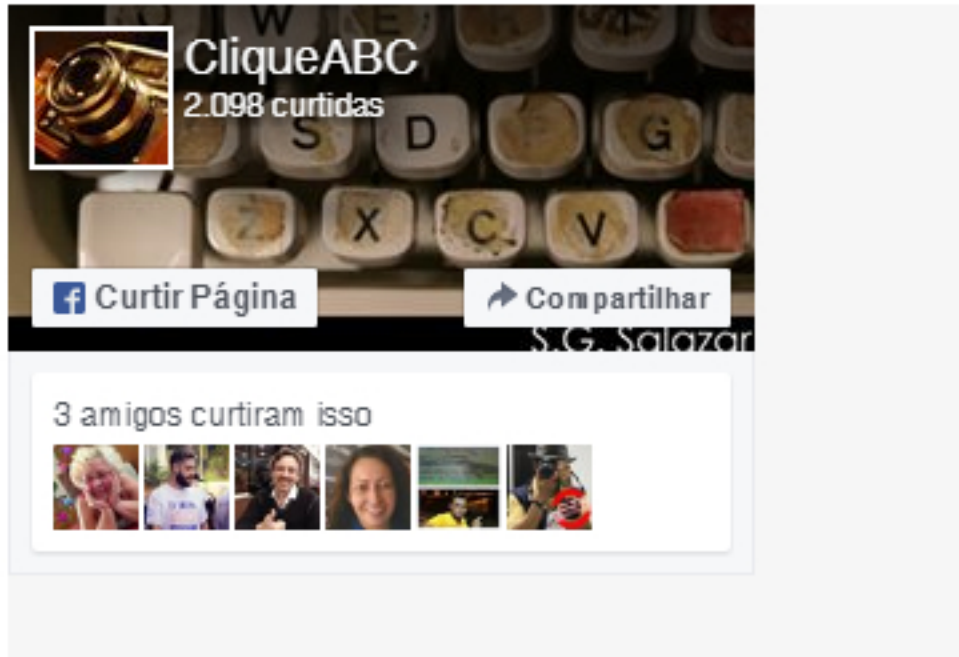 W E
CliqueABC
2.098 curtidas
S D G
Z X C V
Curtir Página
Compartilhar
S.G. Salazar
3 amigos curtiram isso